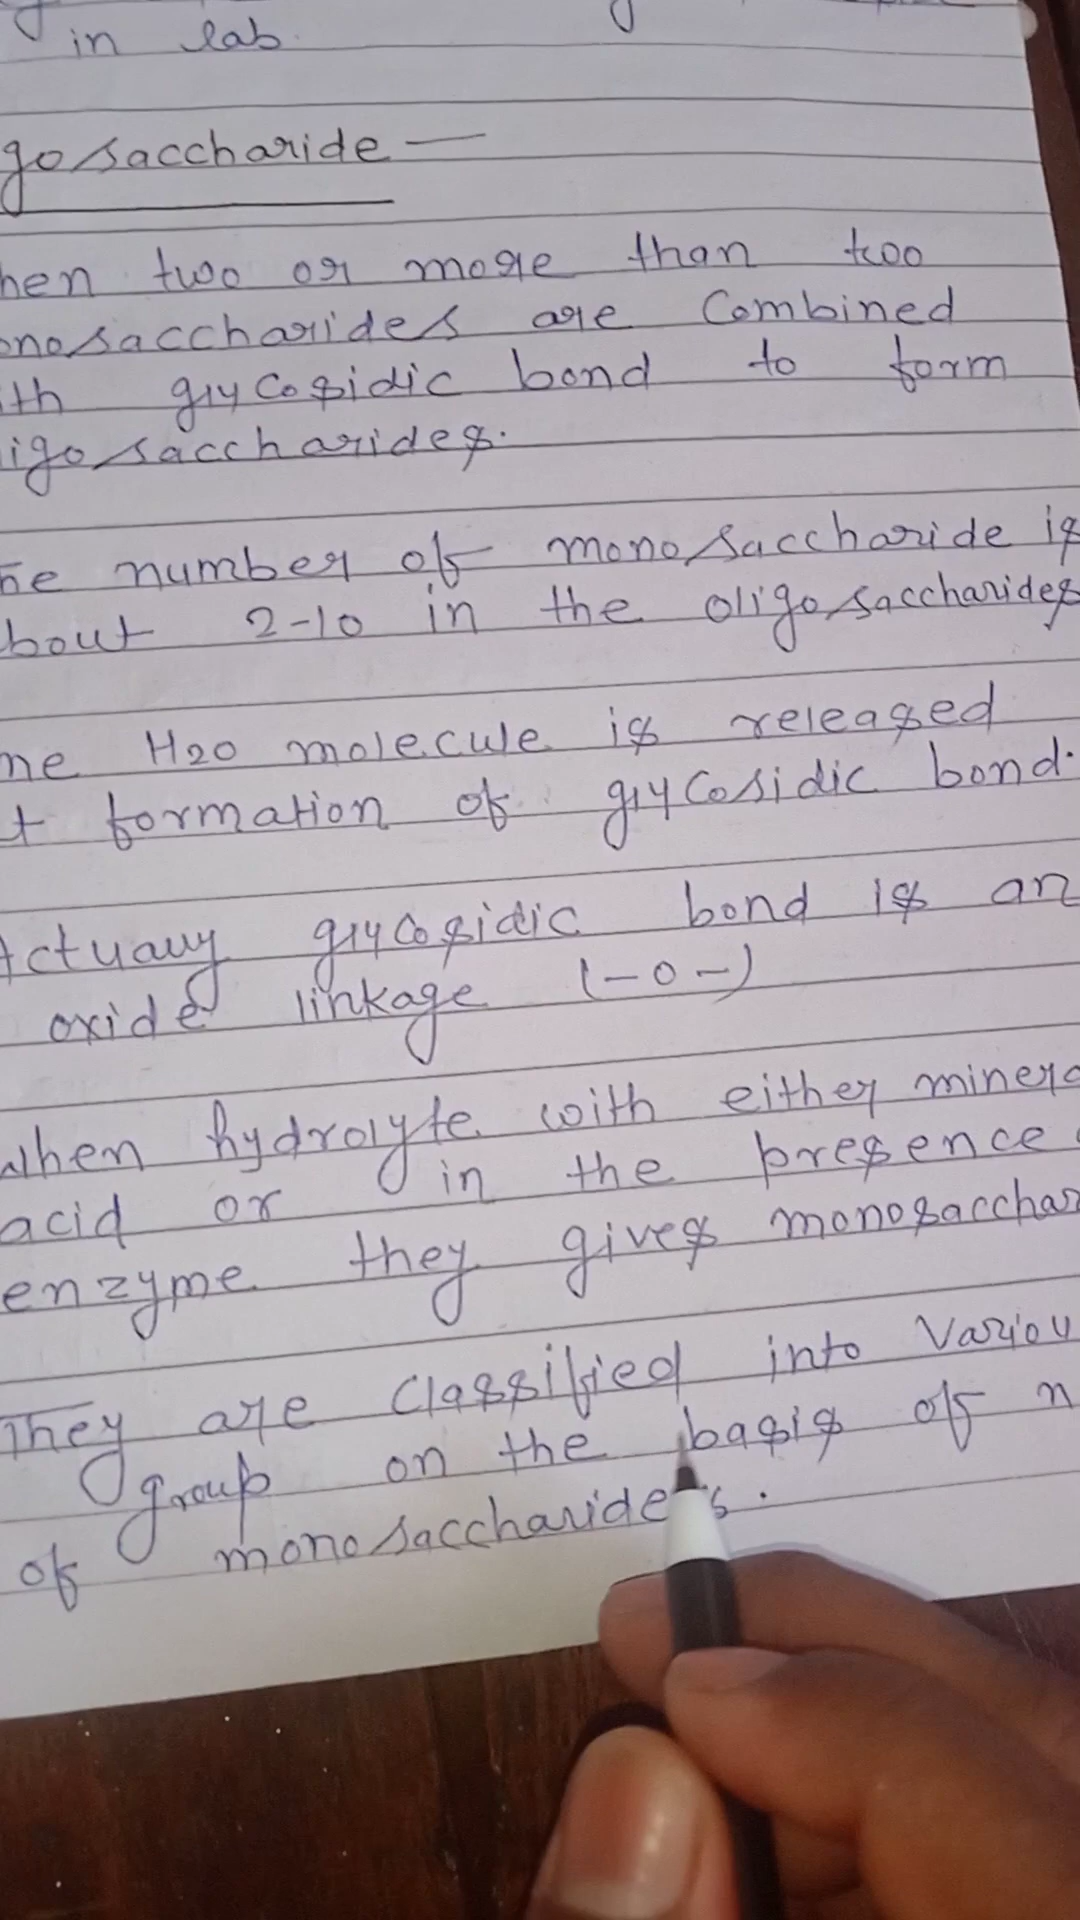 in lab.
gosaccharide —
hen two or more than two
onosaccharides are Combined
ith glycosidic bond to form
igosaccharides.
he number of monosaccharide is
bout 2-10 in the oligosaccharides
ne H2O molecule is released
t formation of glycosidic bond.
Actually glycosidic bond is an
oxide linkage (-o-)
When hydrolyte with either minera
acid or in the presence
enzyme they gives monosacchar
They are classified into Variou
group on the basis of n
of monosaccharides.